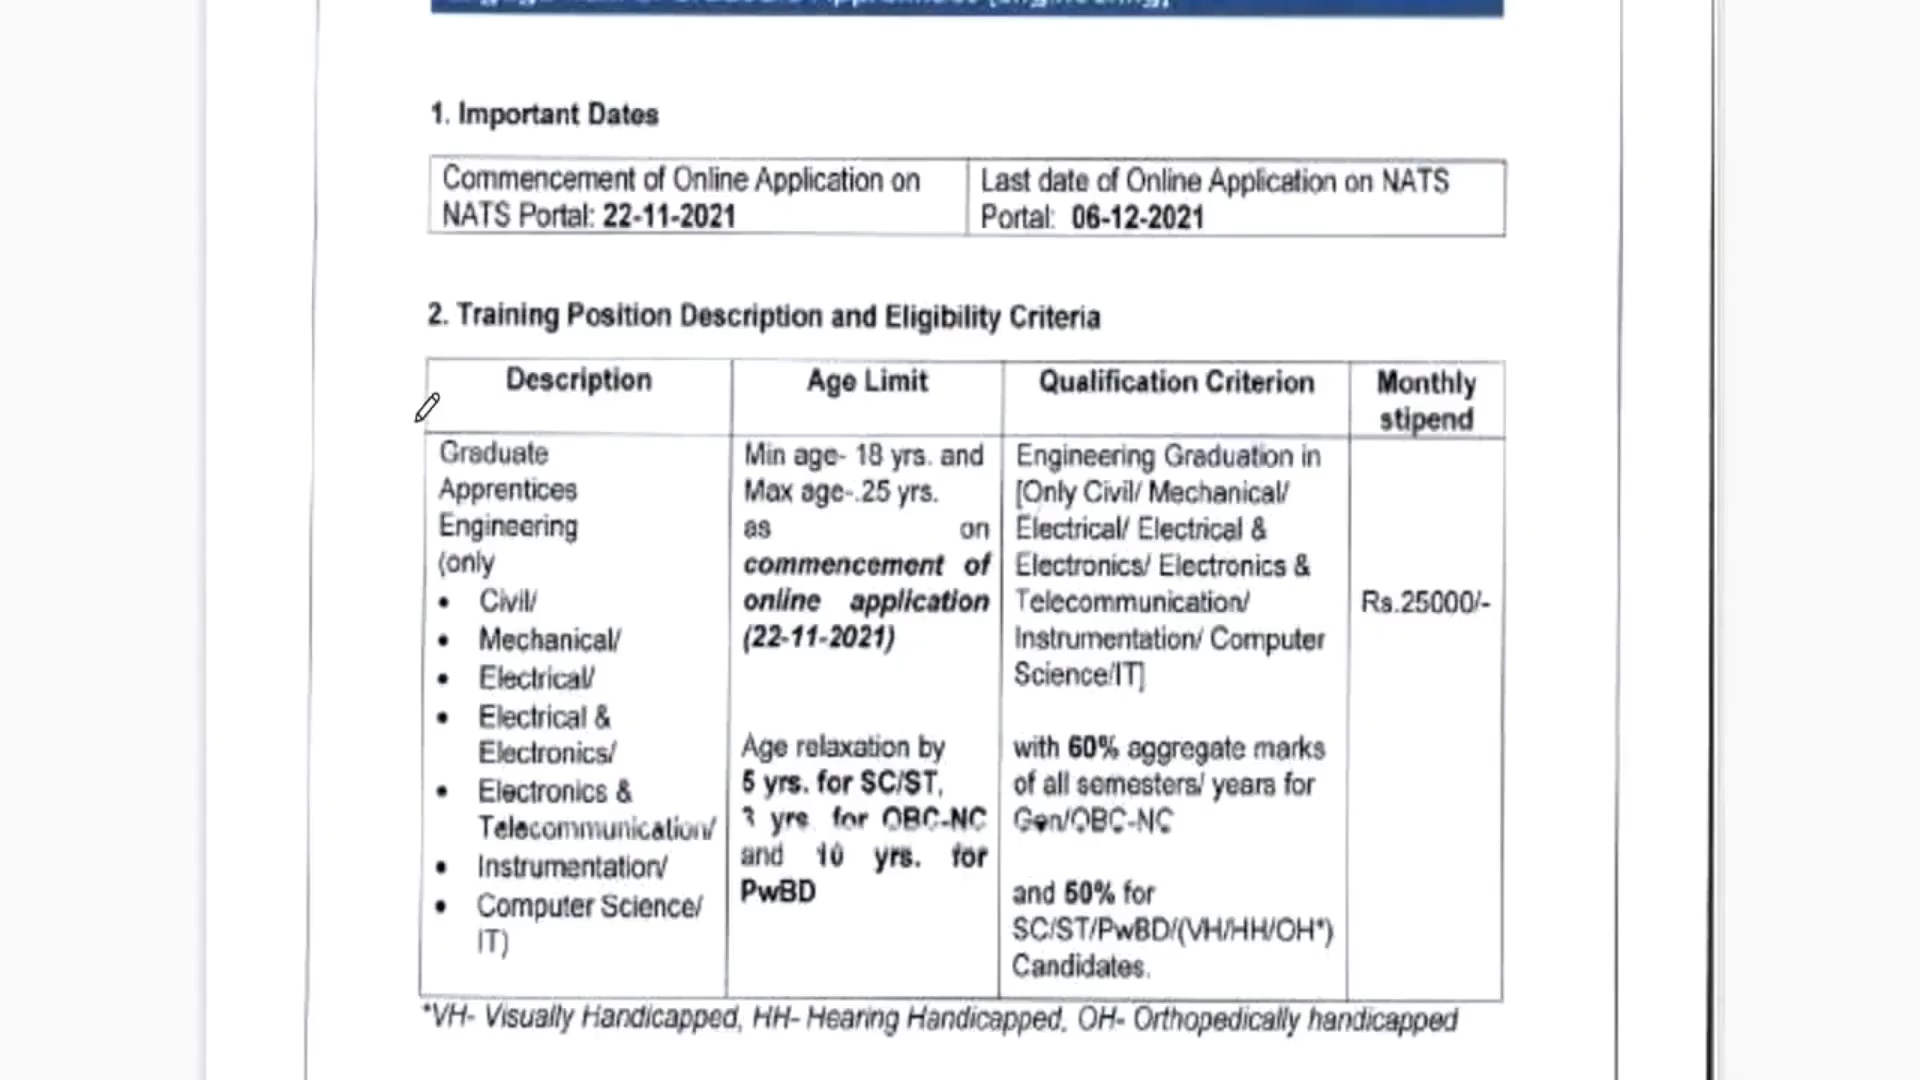 1. Important Dates
Commencement of Online Application on
NATS Portal: 22-11-2021
Last date of Online Application on NATS
Portal: 06-12-2021
2. Training Position Description and Eligibility Criteria
Description
Age Limit
Qualification Criterion
Monthly
stipend
Graduate
Apprentices
Engineering
(only
• Civil/
• Mechanical/
• Electrical/
• Electrical &
Electronics/
• Electronics &
Telecommunication/
• Instrumentation/
• Computer Science/
IT)
Min age- 18 yrs. and
Max age-.25 yrs.
as on
commencement of
online application
(22-11-2021)
Age relaxation by
5 yrs. for SC/ST,
3 yrs. for OBC-NC
and 10 yrs. for
PwBD
Engineering Graduation in
[Only Civil/ Mechanical/
Electrical/ Electrical &
Electronics/ Electronics &
Telecommunication/
Instrumentation/ Computer
Science/IT]
with 60% aggregate marks
of all semesters/ years for
Gen/OBC-NC
and 50% for
SC/ST/PwBD/(VH/HH/OH*)
Candidates.
Rs.25000/-
*VH- Visually Handicapped, HH- Hearing Handicapped, OH- Orthopedically handicapped